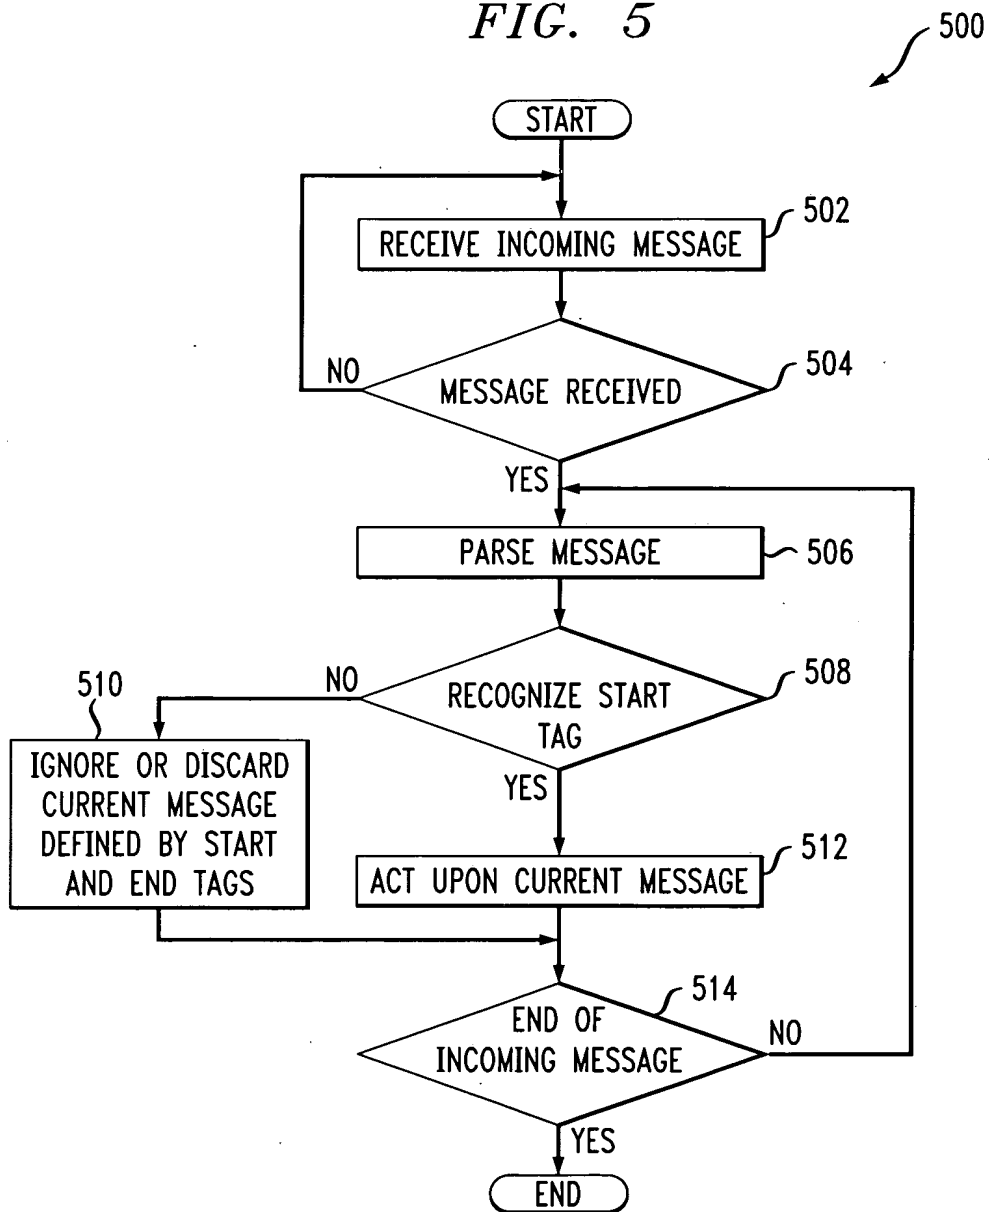 FIG. 5
500
START
502
RECEIVE INCOMING MESSAGE
504
NO
MESSAGE RECEIVED
YES
PARSE MESSAGE
506
NO
508
510
RECOGNIZE START
TAG
IGNORE OR DISCARD
CURRENT MESSAGE
DEFINED BY START
AND END TAGS
YES
512
ACT UPON CURRENT MESSAGE
514
END OF
INCOMING MESSAGE
NO
YES
END